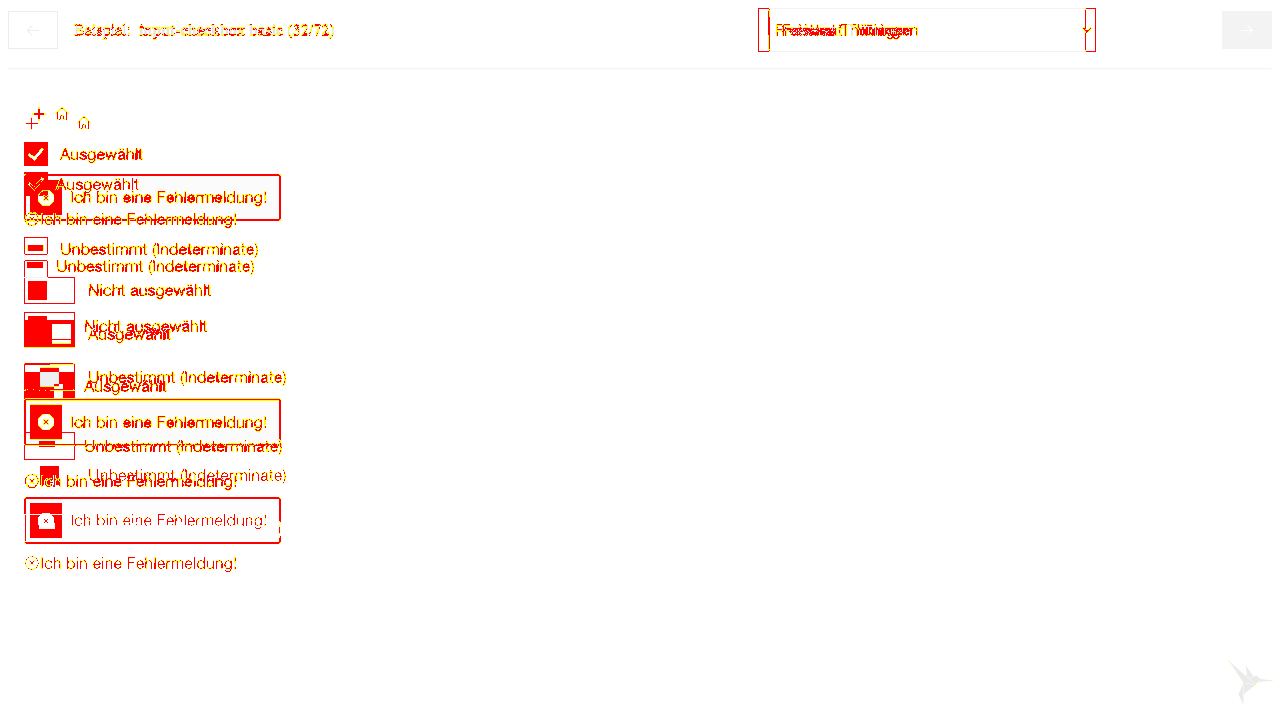 Beispiel: input-checkbox basic (32/72)
Ausgewählt
Ausgewählt
Ich bin eine Fehlermeldung!
Ich bin eine Fehlermeldung!
Unbestimmt (Indeterminate)
Unbestimmt (Indeterminate)
Nicht ausgewählt
Nicht ausgewählt
Ausgewählt
Unbestimmt (Indeterminate)
Ausgewählt
Ich bin eine Fehlermeldung!
Unbestimmt (Indeterminate)
Unbestimmt (Indeterminate)
Ich bin eine Fehlermeldung!
Ich bin eine Fehlermeldung!
Ich bin eine Fehlermeldung!